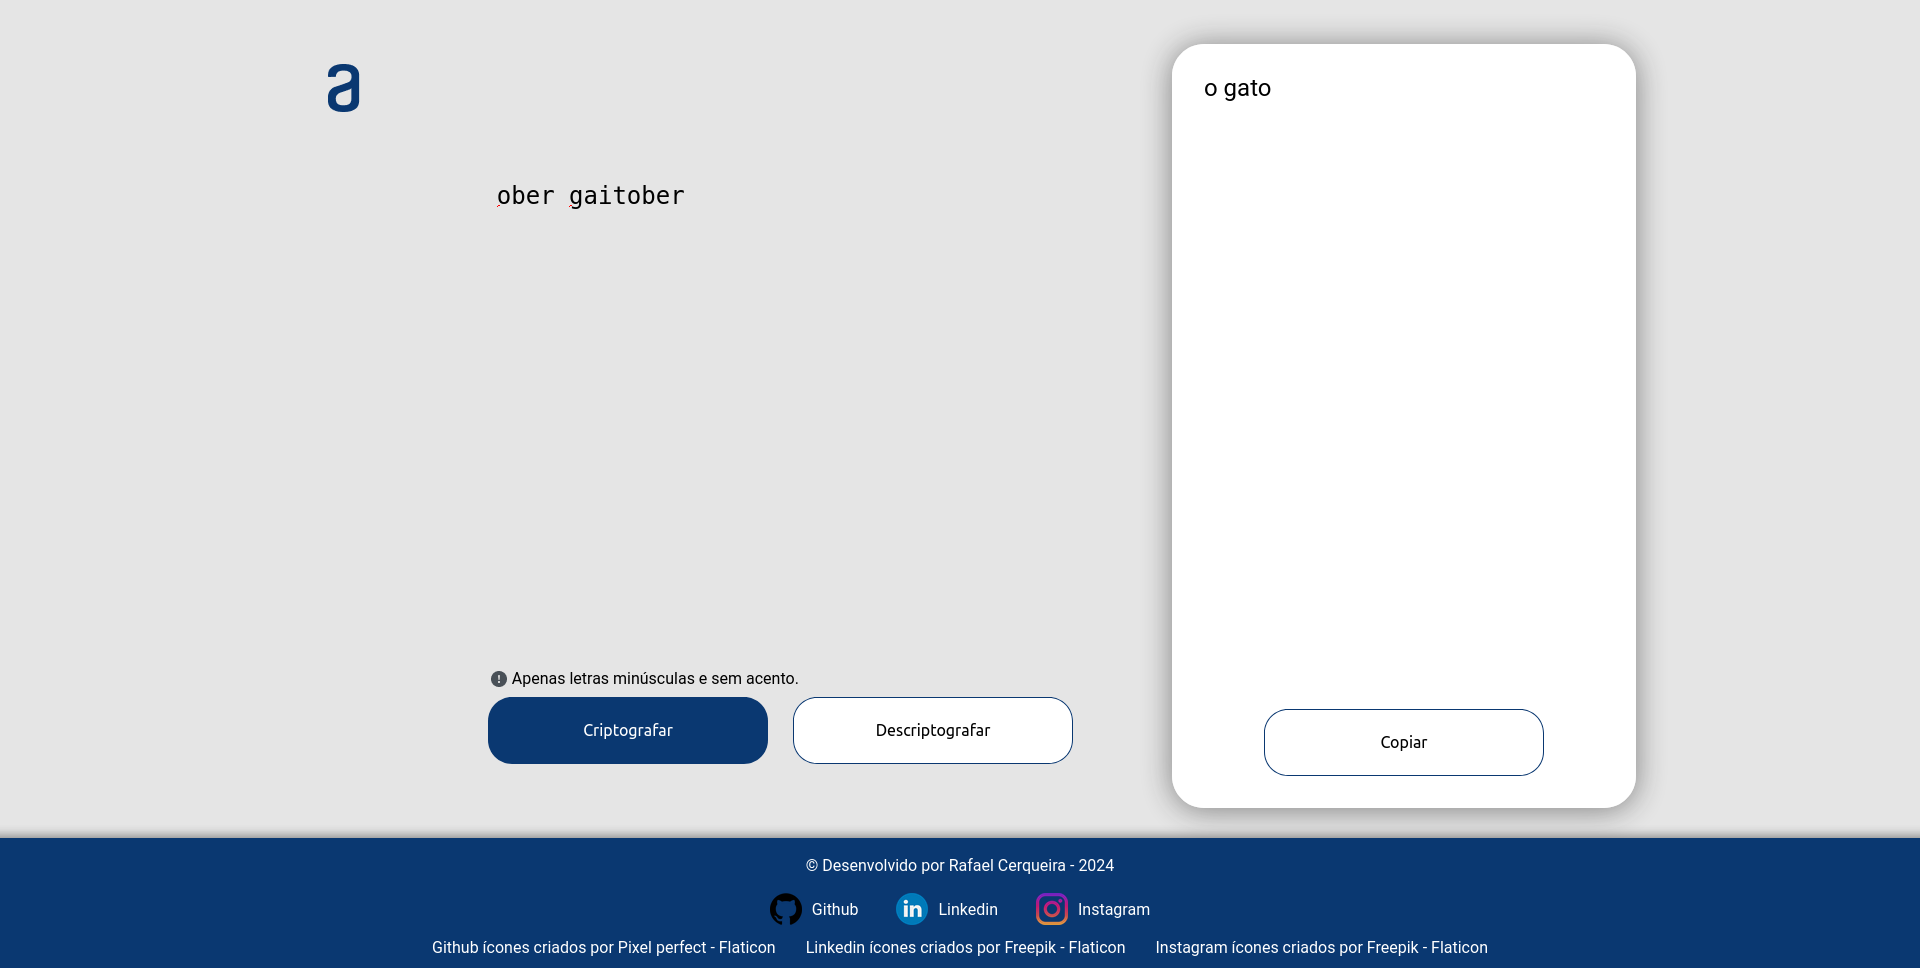 a
ober gaitober
Apenas letras minúsculas e sem acento.
Criptografar
Descriptografar
o gato
Copiar
© Desenvolvido por Rafael Cerqueira - 2024
Github
Linkedin
Instagram
Github ícones criados por Pixel perfect - Flaticon
Linkedin ícones criados por Freepik - Flaticon
Instagram ícones criados por Freepik - Flaticon